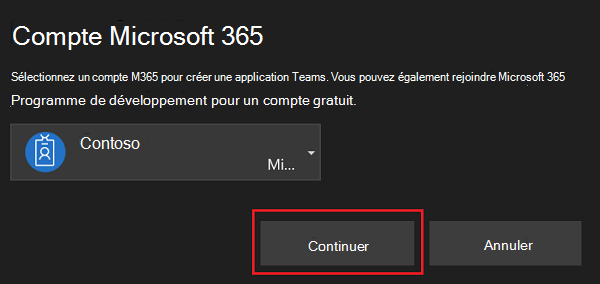 Compte Microsoft 365
Sélectionnez un compte M365 pour créer une application Teams. Vous pouvez également rejoindre Microsoft 365
Programme de développement pour un compte gratuit.
Contoso
Mi...
Continuer
Annuler